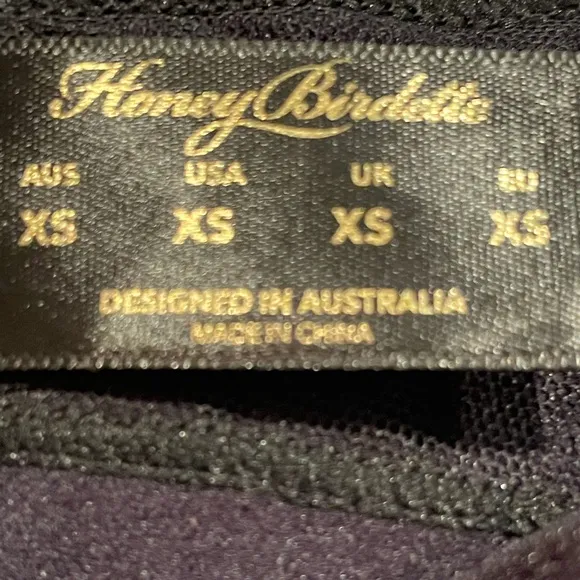 Honey Birdette
AUS USA UK EU
XS XS XS XS
DESIGNED IN AUSTRALIA
MADE IN CHINA